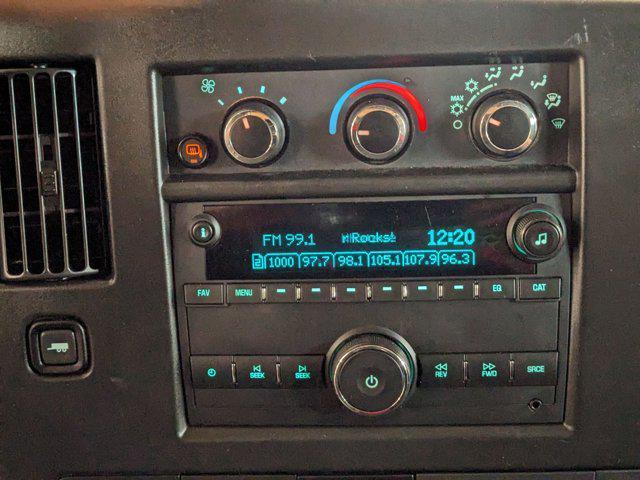 MAX
FM 99.1 Rocks! 12:20
2 1000 97.7 98.1 105.1 107.9 96.3
FAV MENU EQ CAT
SEEK SEEK REV FWD SRCE